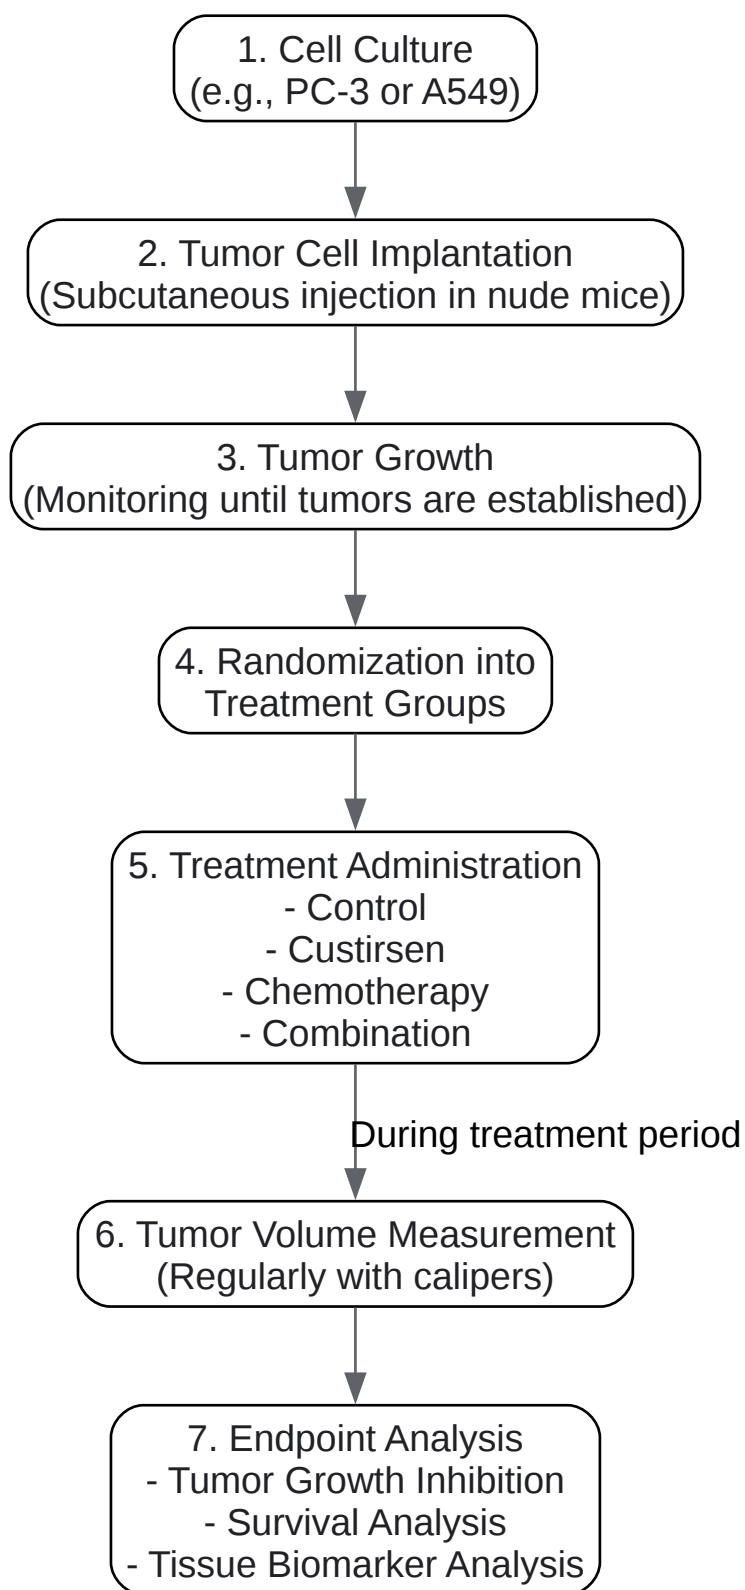 1. Cell Culture
(e.g., PC-3 or A549)
2. Tumor Cell Implantation
(Subcutaneous injection in nude mice)
3. Tumor Growth
(Monitoring until tumors are established)
4. Randomization into
Treatment Groups
5. Treatment Administration
- Control
- Custirsen
- Chemotherapy
- Combination
During treatment period
6. Tumor Volume Measurement
(Regularly with calipers)
7. Endpoint Analysis
- Tumor Growth Inhibition
- Survival Analysis
- Tissue Biomarker Analysis